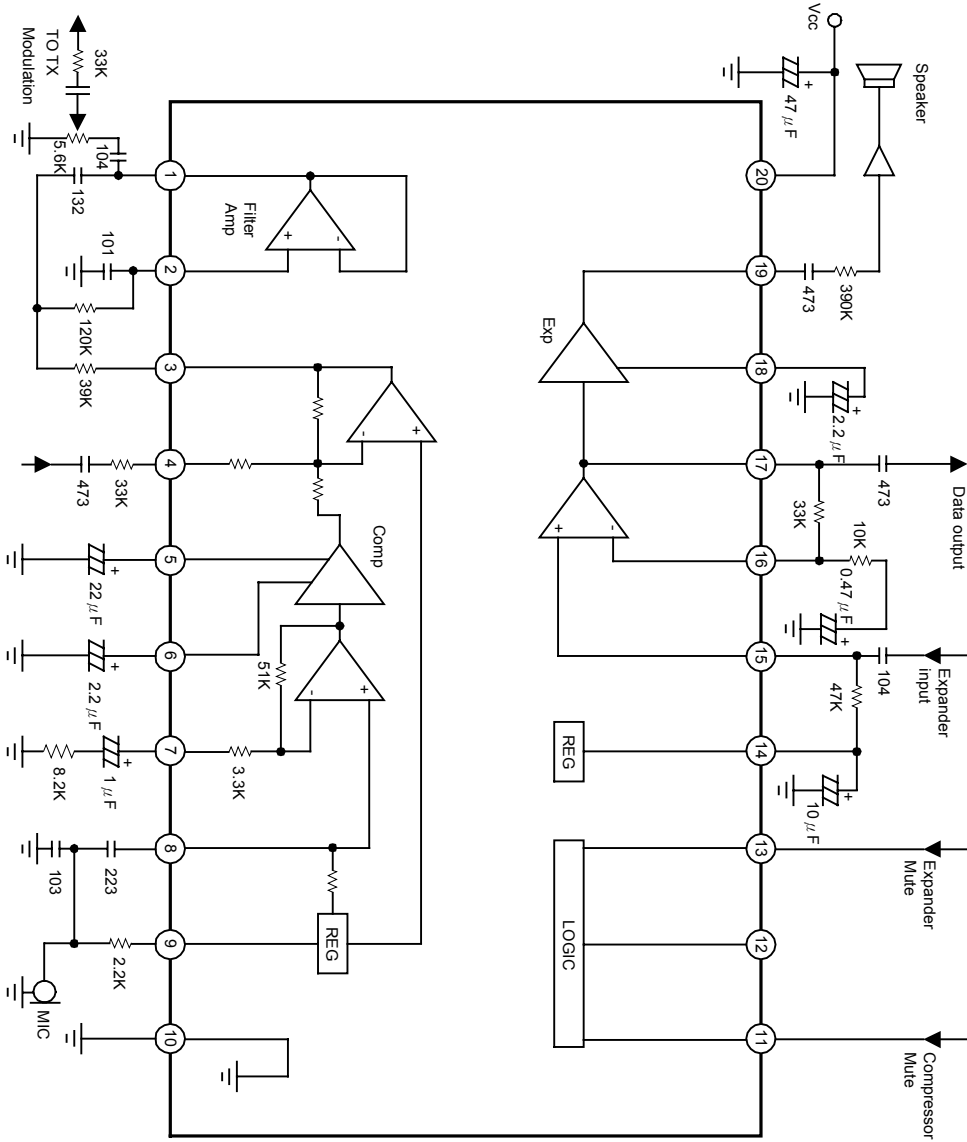 Vcc
47 μF
+
Speaker
390K
473
2.2 μF
+
Data output
473
33K
10K
0.47 μF
+
Expander
input
104
47K
10 μF
+
Expander
Mute
Compressor
Mute
20
19
18
17
16
15
14
13
12
11
Exp
+
-
REG
LOGIC
Filter
Amp
+
-
-
+
Comp
51K
-
+
3.3K
REG
1
2
3
4
5
6
7
8
9
10
33K
TO TX
Modulation
5.6K
104
132
101
120K
39K
473
33K
22 μF
+
2.2 μF
+
1 μF
+
8.2K
103
223
2.2K
MIC